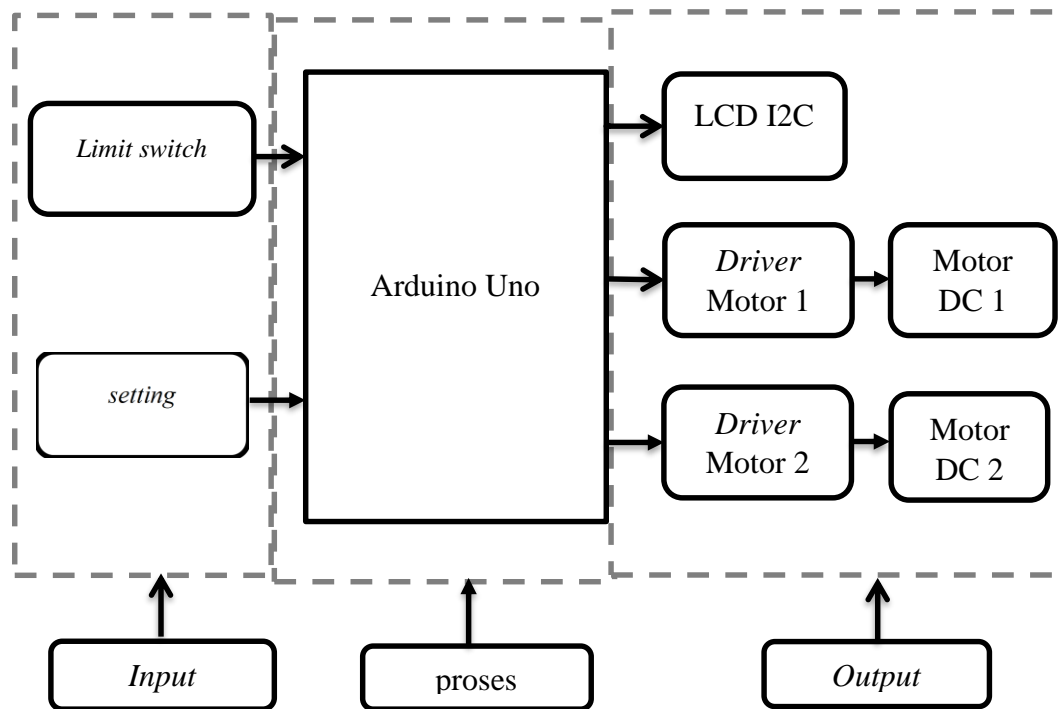 Limit switch
setting
Arduino Uno
LCD I2C
Driver
Motor 1
Motor
DC 1
Driver
Motor 2
Motor
DC 2
Input
proses
Output